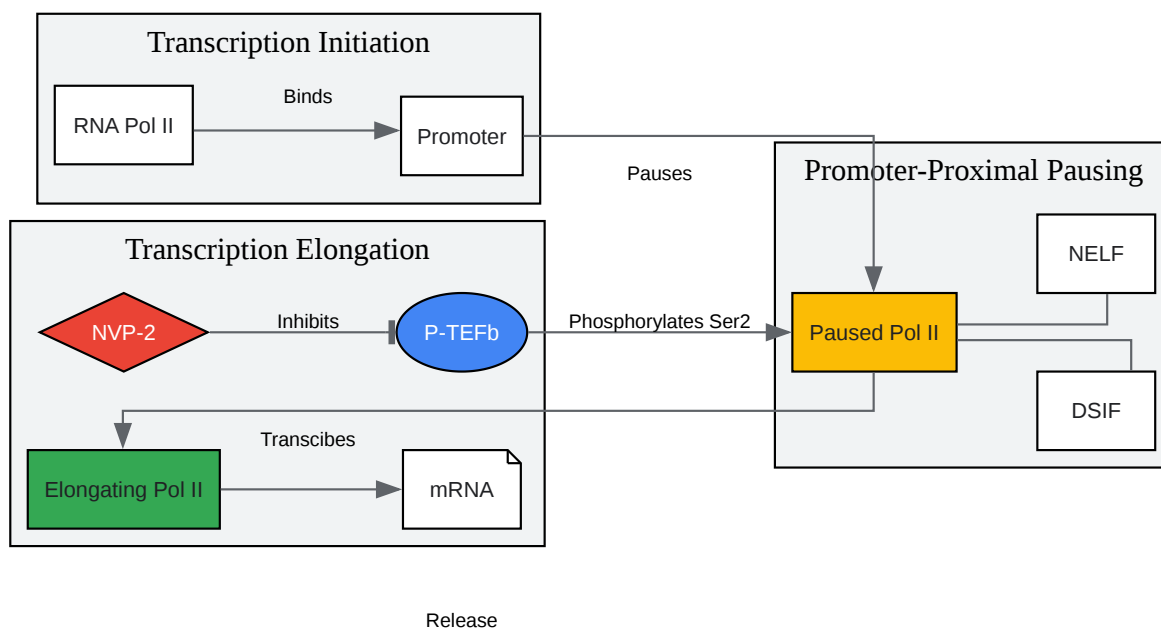 Transcription Initiation
RNA Pol II
Binds
Promoter
Pauses
Promoter-Proximal Pausing
NELF
Paused Pol II
DSIF
Transcription Elongation
NVP-2
Inhibits
P-TEFb
Phosphorylates Ser2
Elongating Pol II
Transcibes
mRNA
Release